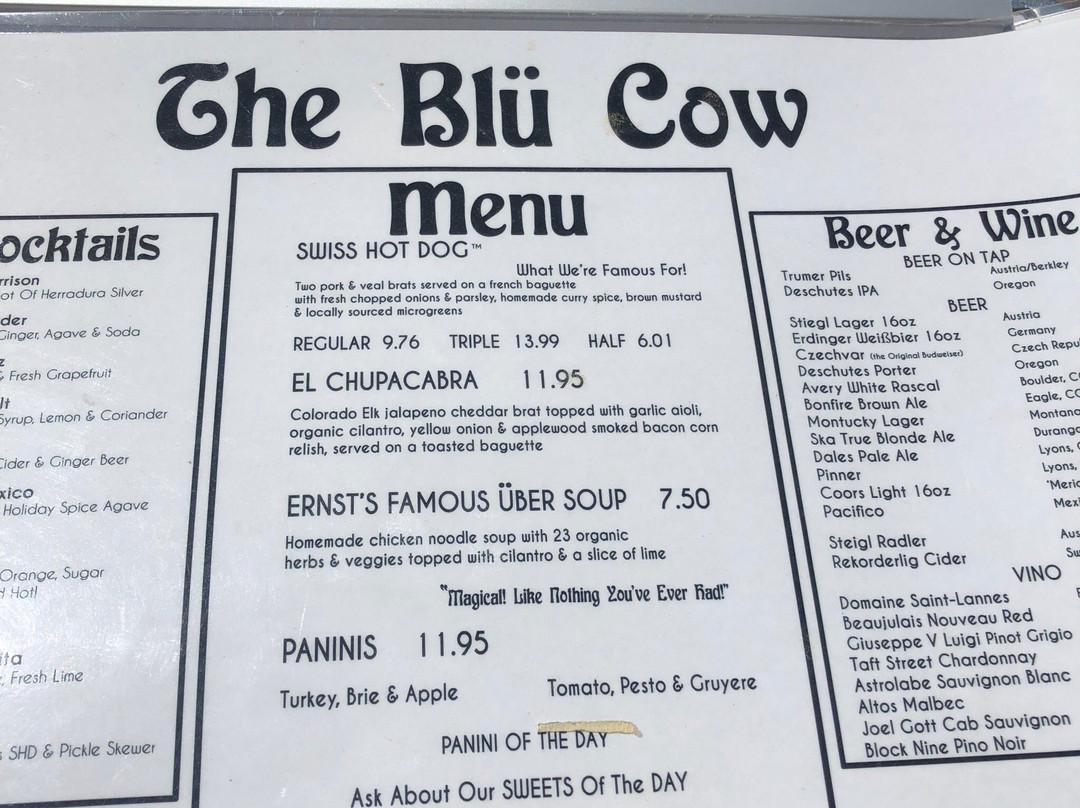 The Blü Cow
ocktails
rrison
ot Of Herradura Silver
der
Ginger, Agave & Soda
z
& Fresh Grapefruit
lt
Syrup, Lemon & Coriander
Cider & Ginger Beer
xico
Holiday Spice Agave
Orange, Sugar
d Hot!
ita
, Fresh Lime
s SHD & Pickle Skewer
Menu
SWISS HOT DOG™
What We're Famous For!
Two pork & veal brats served on a french baguette
with fresh chopped onions & parsley, homemade curry spice, brown mustard
& locally sourced microgreens
REGULAR 9.76 TRIPLE 13.99 HALF 6.01
EL CHUPACABRA 11.95
Colorado Elk jalapeno cheddar brat topped with garlic aioli,
organic cilantro, yellow onion & applewood smoked bacon corn
relish, served on a toasted baguette
ERNST'S FAMOUS ÜBER SOUP 7.50
Homemade chicken noodle soup with 23 organic
herbs & veggies topped with cilantro & a slice of lime
"Magical! Like Nothing You've Ever Had!"
PANINIS 11.95
Turkey, Brie & Apple Tomato, Pesto & Gruyere
PANINI OF THE DAY
Ask About Our SWEETS Of The DAY
Beer & Wine
BEER ON TAP
Trumer Pils Austria/Berkley
Deschutes IPA Oregon
BEER
Stiegl Lager 16oz Austria
Erdinger Weißbier 16oz Germany
Czechvar (the Original Budweiser) Czech Repu
Deschutes Porter Oregon
Avery White Rascal Boulder, C
Bonfire Brown Ale Eagle, CO
Montucky Lager Montana
Ska True Blonde Ale Durango
Dales Pale Ale Lyons,
Pinner Lyons,
Coors Light 16oz 'Meric
Pacifico Mexi
Steigl Radler Aus
Rekorderlig Cider Sw
VINO
Domaine Saint-Lannes
Beaujulais Nouveau Red
Giuseppe V Luigi Pinot Grigio
Taft Street Chardonnay
Astrolabe Sauvignon Blanc
Altos Malbec
Joel Gott Cab Sauvignon
Block Nine Pino Noir